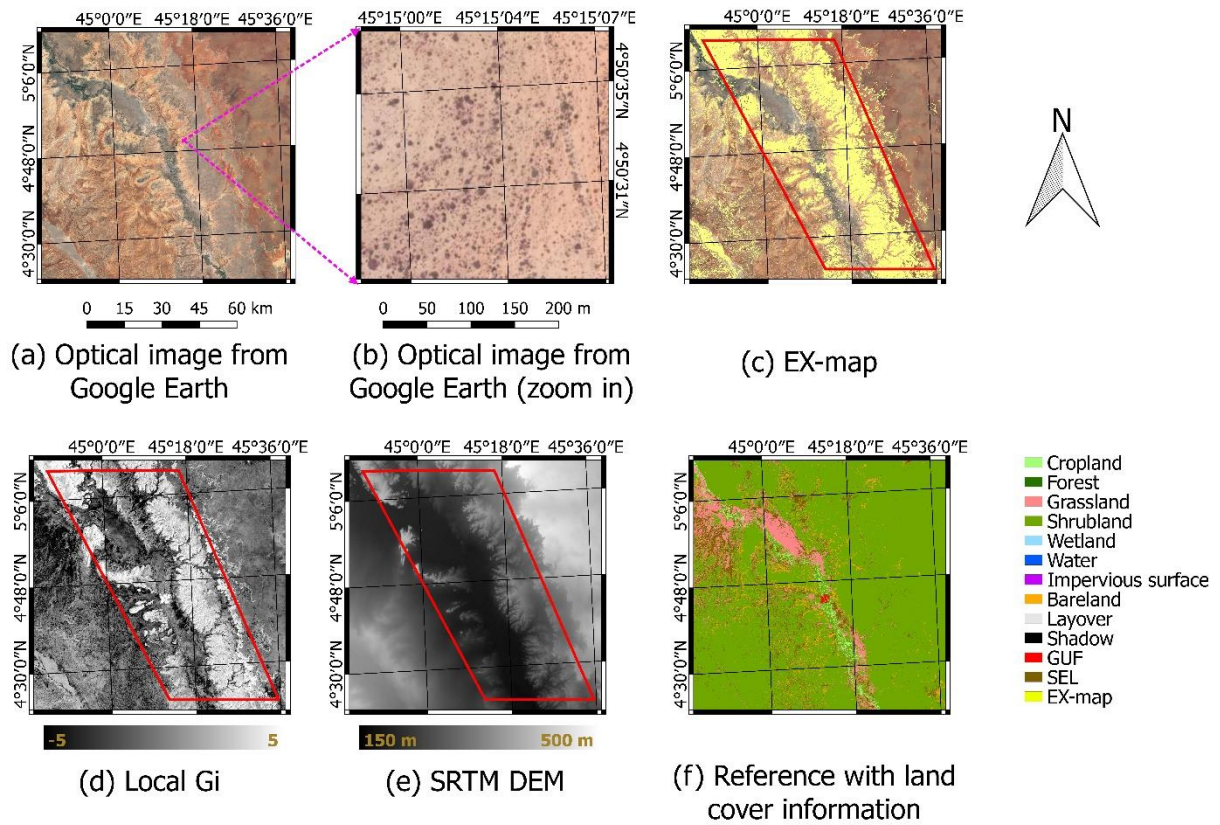 45°0′0″E 45°18′0″E 45°36′0″E
5°6′0″N
4°48′0″N
4°30′0″N
0 15 30 45 60 km
(a) Optical image from
Google Earth
45°15′00″E 45°15′04″E 45°15′07″E
4°50′35″N
4°50′31″N
0 50 100 150 200 m
(b) Optical image from
Google Earth (zoom in)
45°0′0″E 45°18′0″E 45°36′0″E
5°6′0″N
4°48′0″N
4°30′0″N
(c) EX-map
N
45°0′0″E 45°18′0″E 45°36′0″E
5°6′0″N
4°48′0″N
4°30′0″N
-5 5
(d) Local Gi
45°0′0″E 45°18′0″E 45°36′0″E
5°6′0″N
4°48′0″N
4°30′0″N
150 m 500 m
(e) SRTM DEM
45°0′0″E 45°18′0″E 45°36′0″E
5°6′0″N
4°48′0″N
4°30′0″N
(f) Reference with land
cover information
Cropland
Forest
Grassland
Shrubland
Wetland
Water
Impervious surface
Bareland
Layover
Shadow
GUF
SEL
EX-map